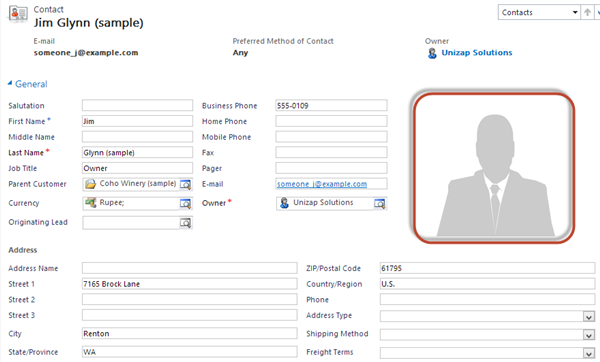 Contact
Jim Glynn (sample)
Contacts
E-mail Preferred Method of Contact Owner
someone_j@example.com Any Unizap Solutions
General
Salutation Business Phone 555-0109
First Name * Jim Home Phone
Middle Name Mobile Phone
Last Name * Glynn (sample) Fax
Job Title Owner Pager
Parent Customer Coho Winery (sample) E-mail someone_j@example.com
Currency Rupee; Owner * Unizap Solutions
Originating Lead
Address
Address Name ZIP/Postal Code 61795
Street 1 7165 Brock Lane Country/Region U.S.
Street 2 Phone
Street 3 Address Type
City Renton Shipping Method
State/Province WA Freight Terms